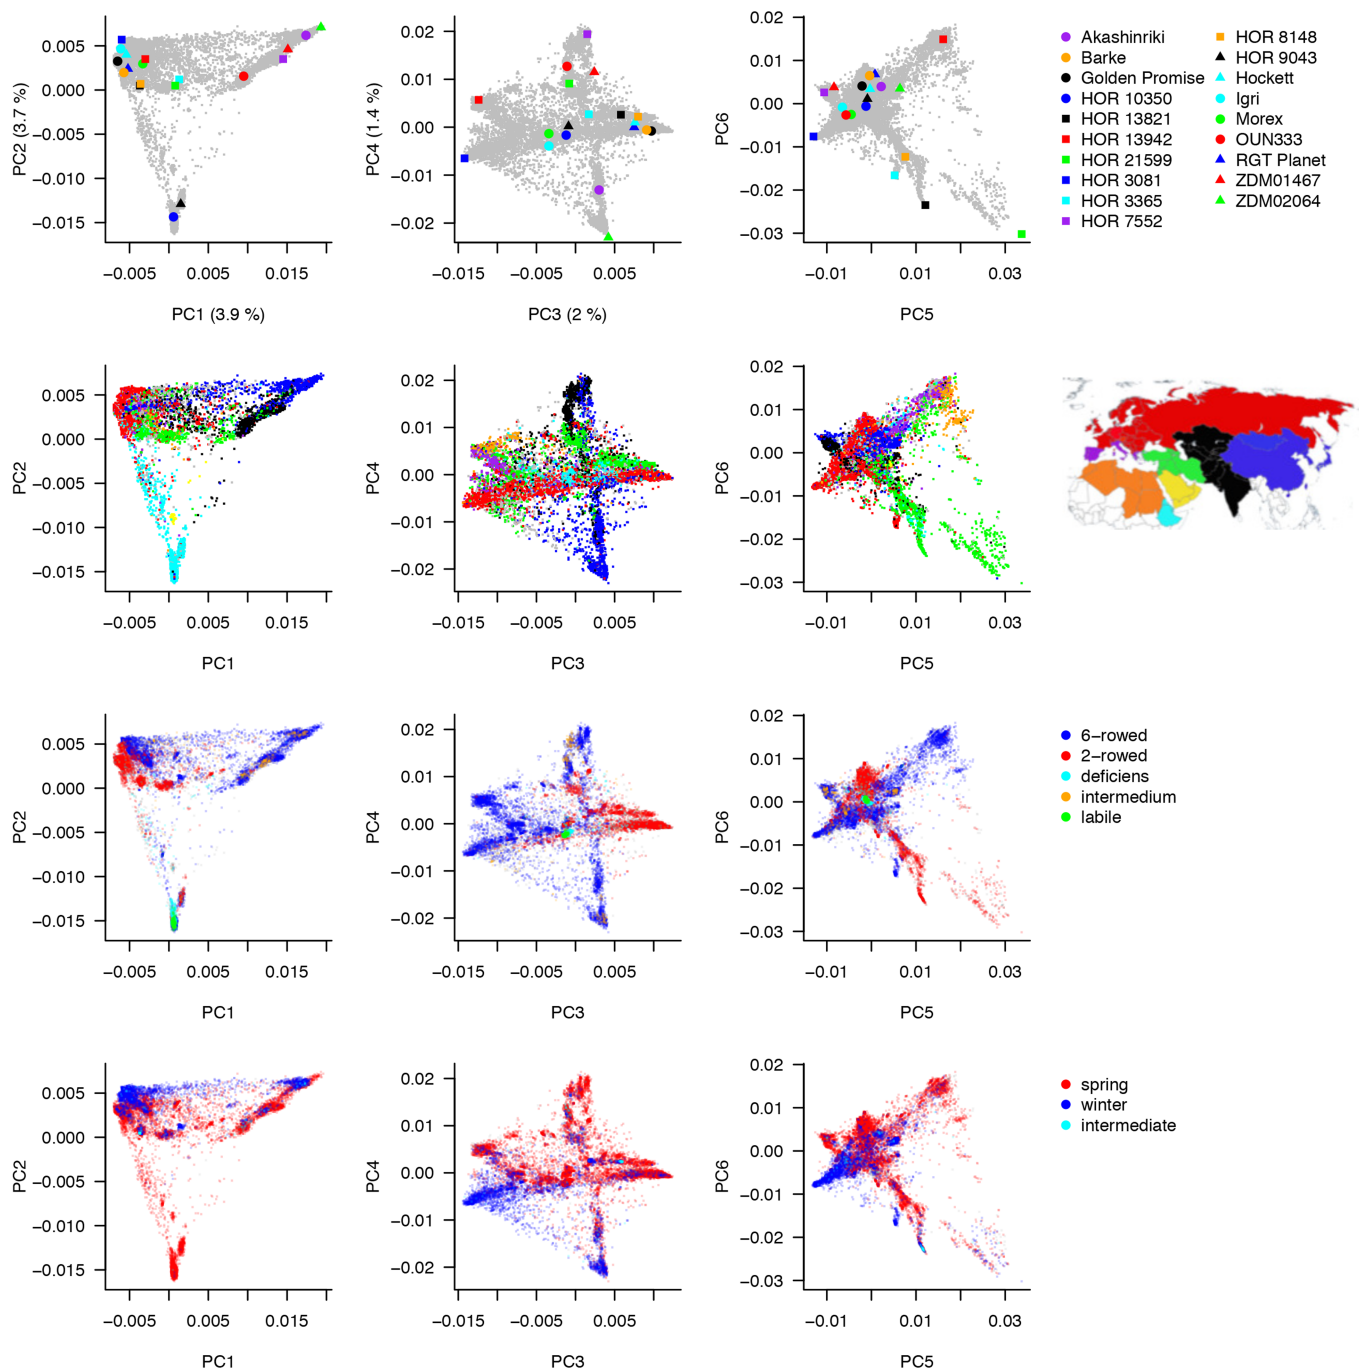 0.005
0.000
−0.005
−0.010
−0.015
PC2 (3.7 %)
−0.005 0.005 0.015
PC1 (3.9 %)
0.02
0.01
0.00
−0.01
−0.02
PC4 (1.4 %)
−0.015 −0.005 0.005
PC3 (2 %)
0.02
0.01
0.00
−0.01
−0.02
−0.03
PC6
−0.01 0.01 0.03
PC5
Akashinriki
Barke
Golden Promise
HOR 10350
HOR 13821
HOR 13942
HOR 21599
HOR 3081
HOR 3365
HOR 7552
HOR 8148
HOR 9043
Hockett
Igri
Morex
OUN333
RGT Planet
ZDM01467
ZDM02064
0.005
0.000
−0.005
−0.010
−0.015
PC2
−0.005 0.005 0.015
PC1
0.02
0.01
0.00
−0.01
−0.02
PC4
−0.015 −0.005 0.005
PC3
0.02
0.01
0.00
−0.01
−0.02
−0.03
PC6
−0.01 0.01 0.03
PC5
0.005
0.000
−0.005
−0.010
−0.015
PC2
−0.005 0.005 0.015
PC1
0.02
0.01
0.00
−0.01
−0.02
PC4
−0.015 −0.005 0.005
PC3
0.02
0.01
0.00
−0.01
−0.02
−0.03
PC6
−0.01 0.01 0.03
PC5
6−rowed
2−rowed
deficiens
intermedium
labile
0.005
0.000
−0.005
−0.010
−0.015
PC2
−0.005 0.005 0.015
PC1
0.02
0.01
0.00
−0.01
−0.02
PC4
−0.015 −0.005 0.005
PC3
0.02
0.01
0.00
−0.01
−0.02
−0.03
PC6
−0.01 0.01 0.03
PC5
spring
winter
intermediate